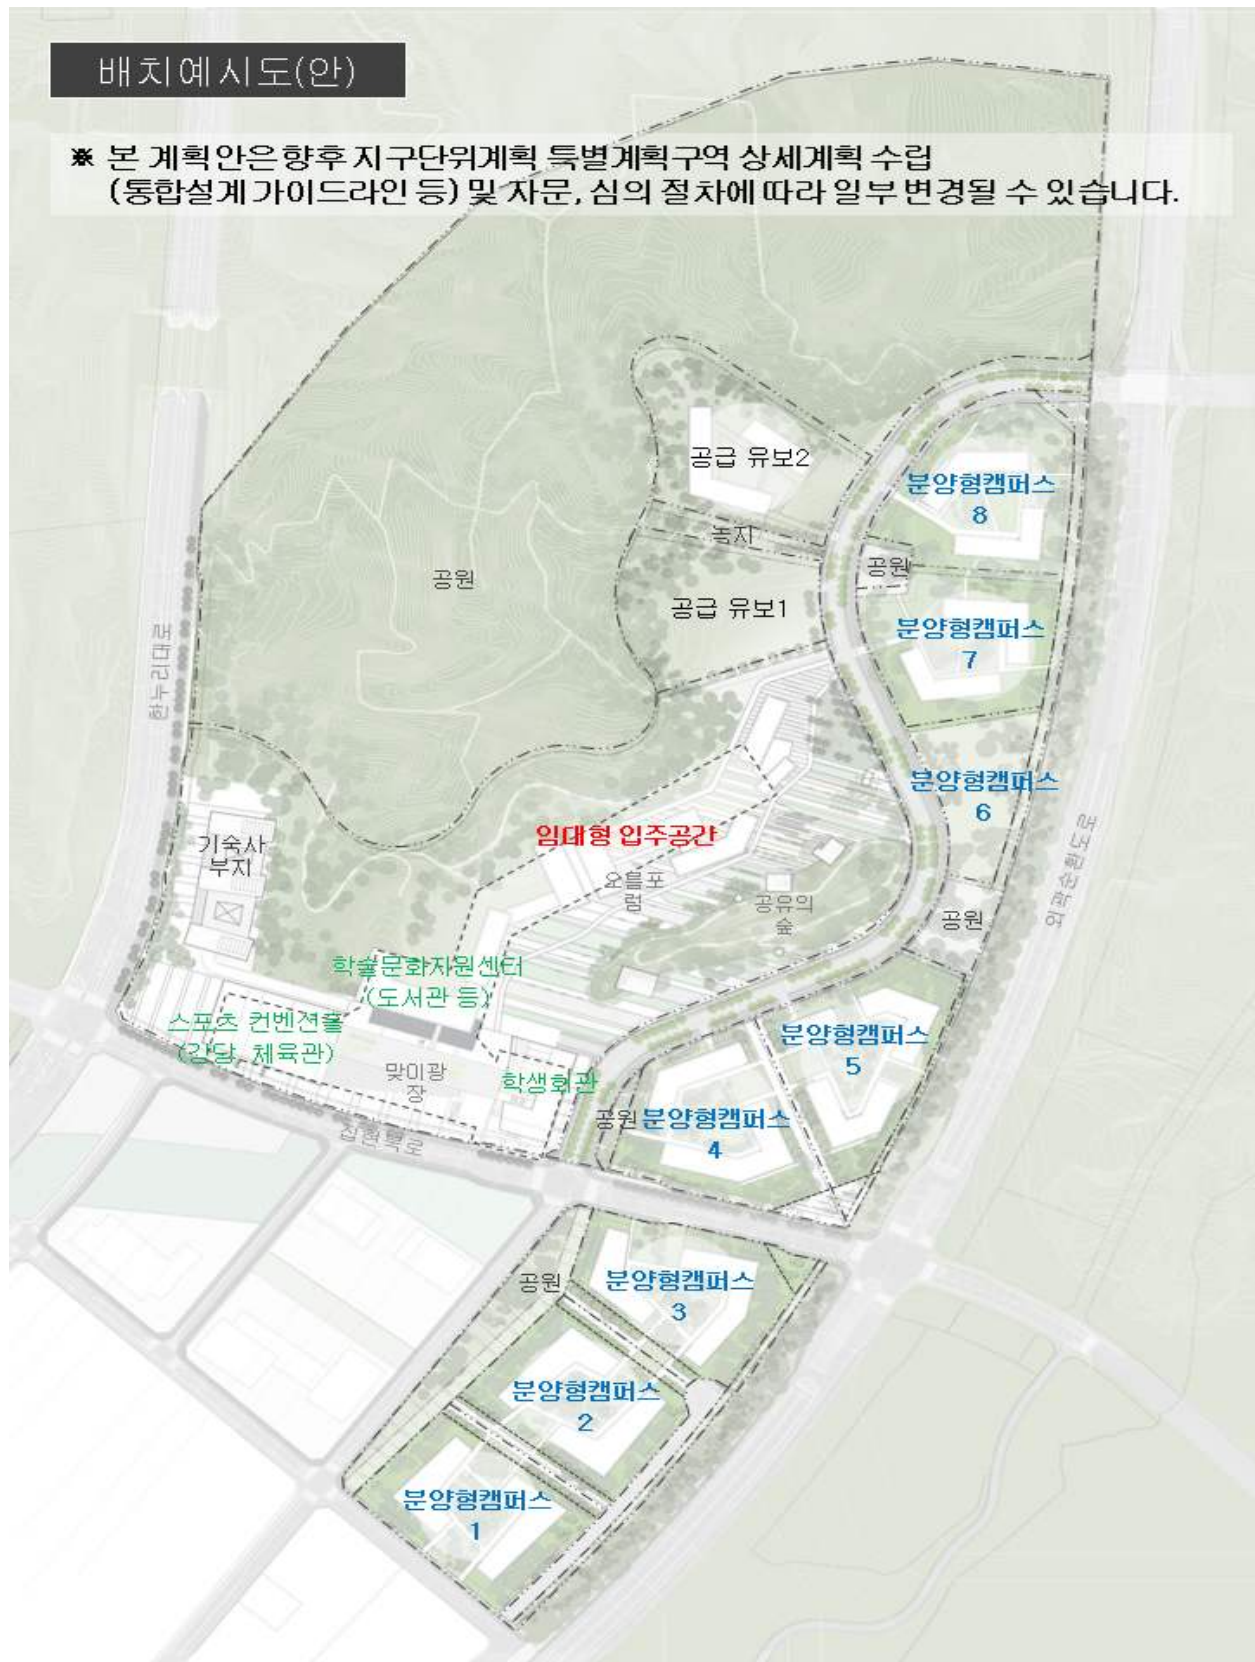 배치예시도(안)
※ 본 계획안은 향후 지구단위계획 특별계획구역 상세계획 수립
(통합설계 가이드라인 등) 및 자문, 심의 절차에 따라 일부 변경될 수 있습니다.
공급 유보2
분양형캠퍼스
8
녹지
공원
공원
공급 유보1
분양형캠퍼스
7
한누리대로
분양형캠퍼스
6
임대형 입주공간
기숙사
부지
오름포
럼
공유의
숲
외곽순환도로
공원
학술문화지원센터
(도서관 등)
스포츠 컨벤션홀
(강당, 체육관)
분양형캠퍼스
5
맞이광
장
학생회관
공원
분양형캠퍼스
4
집현북로
공원
분양형캠퍼스
3
분양형캠퍼스
2
분양형캠퍼스
1